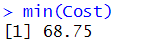 > min(Cost)
[1] 68.75